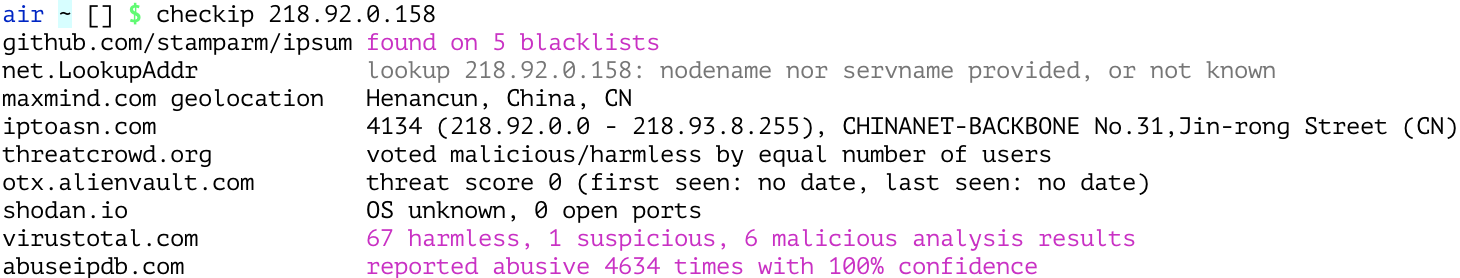 air ~ [] $ checkip 218.92.0.158
github.com/stamparm/ipsum found on 5 blacklists
net.LookupAddr lookup 218.92.0.158: nodename nor servname provided, or not known
maxmind.com geolocation Henancun, China, CN
iptoasn.com 4134 (218.92.0.0 - 218.93.8.255), CHINANET-BACKBONE No.31,Jin-rong Street (CN)
threatcrowd.org voted malicious/harmless by equal number of users
otx.alienvault.com threat score 0 (first seen: no date, last seen: no date)
shodan.io OS unknown, 0 open ports
virustotal.com 67 harmless, 1 suspicious, 6 malicious analysis results
abuseipdb.com reported abusive 4634 times with 100% confidence